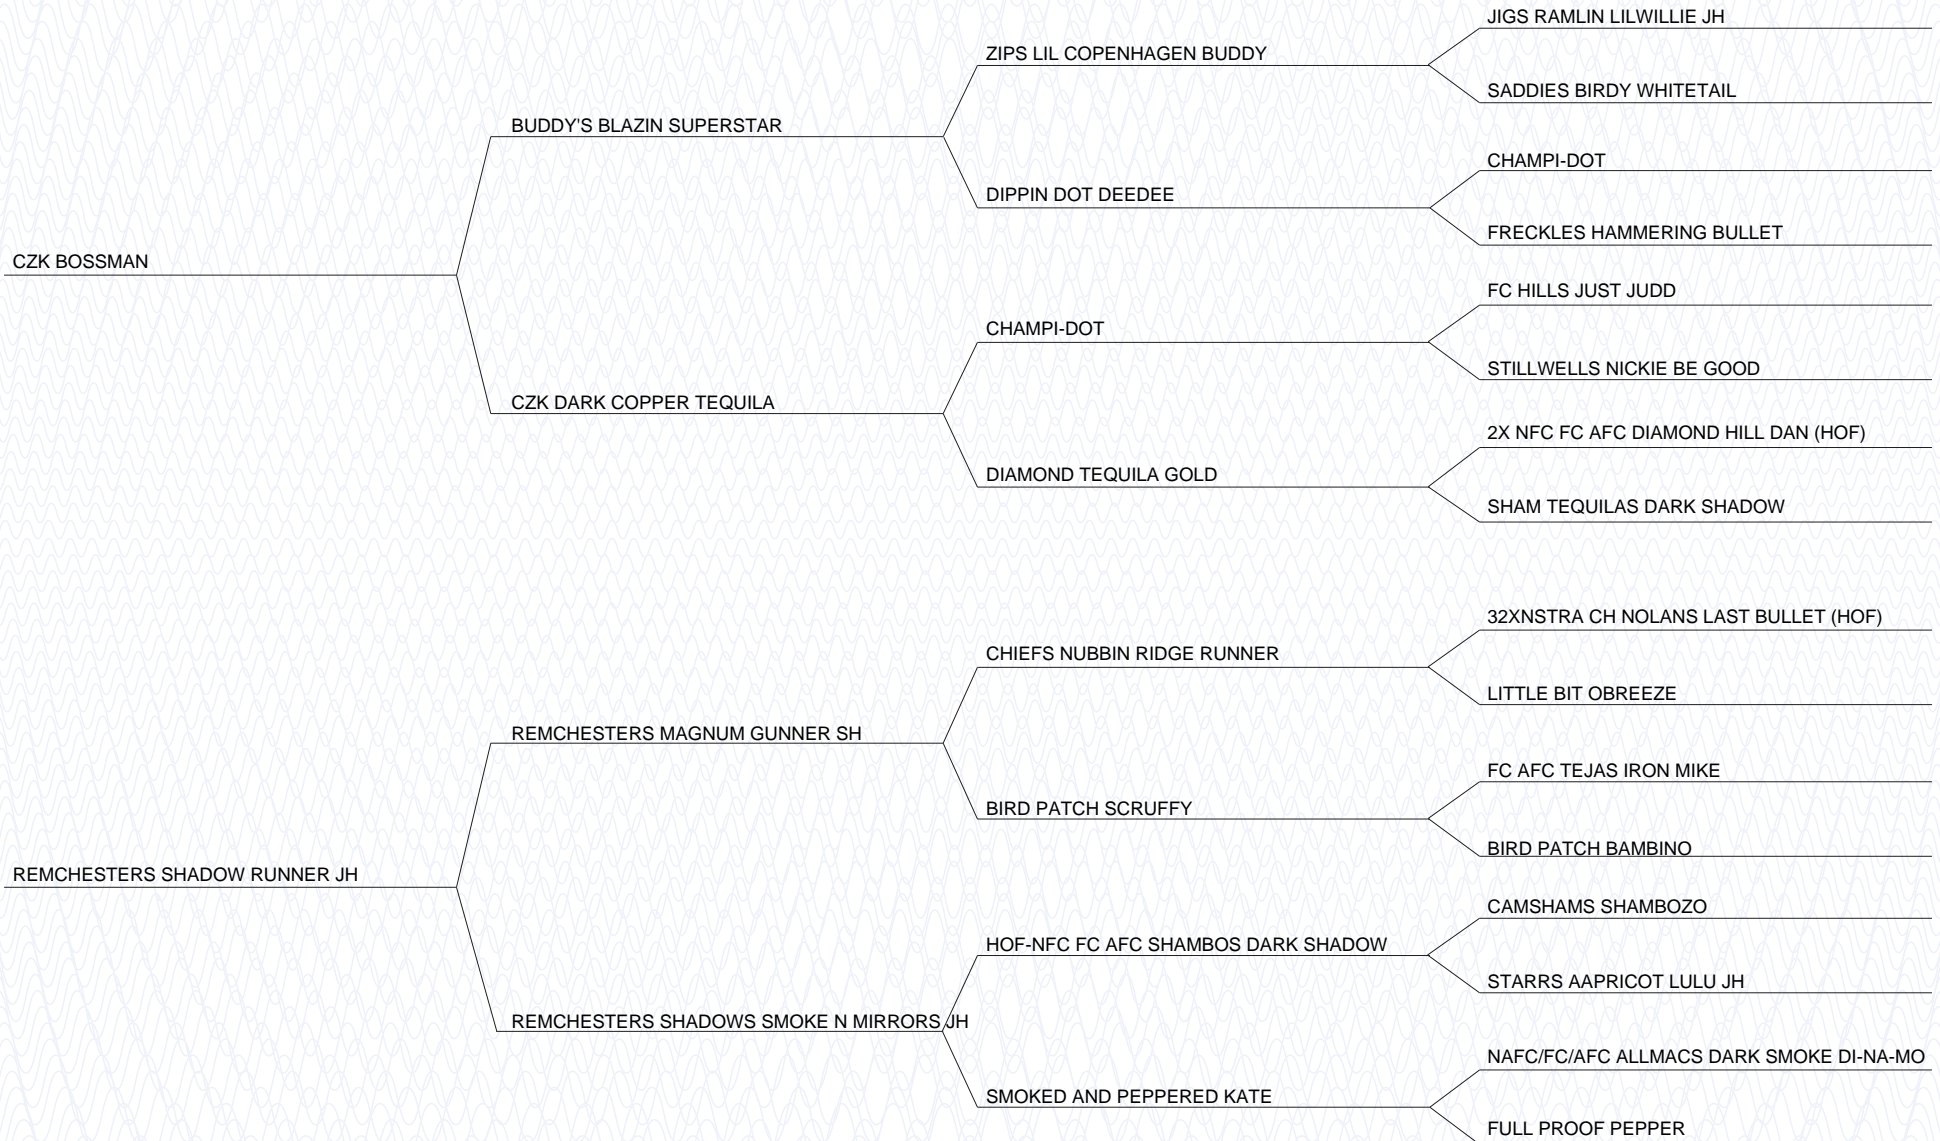 JIGS RAMLIN LILWILLIE JH
ZIPS LIL COPENHAGEN BUDDY
SADDIES BIRDY WHITETAIL
BUDDY'S BLAZIN SUPERSTAR
CHAMPI-DOT
DIPPIN DOT DEEDEE
FRECKLES HAMMERING BULLET
CZK BOSSMAN
FC HILLS JUST JUDD
CHAMPI-DOT
STILLWELLS NICKIE BE GOOD
CZK DARK COPPER TEQUILA
2X NFC FC AFC DIAMOND HILL DAN (HOF)
DIAMOND TEQUILA GOLD
SHAM TEQUILAS DARK SHADOW
32XNSTRA CH NOLANS LAST BULLET (HOF)
CHIEFS NUBBIN RIDGE RUNNER
LITTLE BIT OBREEZE
REMCHESTERS MAGNUM GUNNER SH
FC AFC TEJAS IRON MIKE
BIRD PATCH SCRUFFY
BIRD PATCH BAMBINO
REMCHESTERS SHADOW RUNNER JH
CAMSHAMS SHAMBOZO
HOF-NFC FC AFC SHAMBOS DARK SHADOW
STARRS AAPRICOT LULU JH
REMCHESTERS SHADOWS SMOKE N MIRRORS JH
NAFC/FC/AFC ALLMACS DARK SMOKE DI-NA-MO
SMOKED AND PEPPERED KATE
FULL PROOF PEPPER